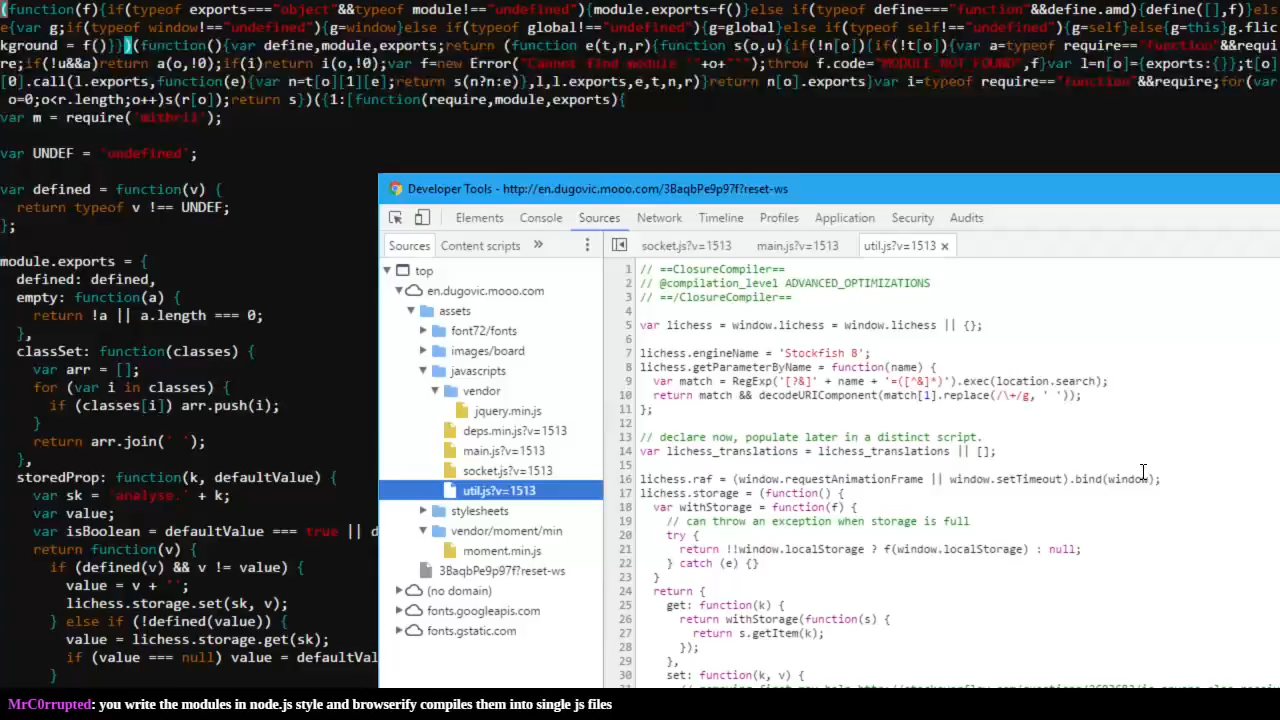 (function(f){if(typeof exports==="object"&&typeof module!=="undefined"){module.exports=f()}else if(typeof define==="function"&&define.amd){define([],f)}els
e{var g;if(typeof window!=="undefined"){g=window}else if(typeof global!=="undefined"){g=global}else if(typeof self!=="undefined"){g=self}else{g=this}g.flic
kground = f()}})(function(){var define,module,exports;return (function e(t,n,r){function s(o,u){if(!n[o]){if(!t[o]){var a=typeof require=="function"&&requi
re;if(!u&&a)return a(o,!0);if(i)return i(o,!0);var f=new Error("Cannot find module '"+o+"'");throw f.code="MODULE_NOT_FOUND",f}var l=n[o]={exports:{}};t[o]
[0].call(l.exports,function(e){var n=t[o][1][e];return s(n?n:e)},l,l.exports,e,t,n,r)}return n[o].exports}var i=typeof require=="function"&&require;for(var
o=0;o<r.length;o++)s(r[o]);return s})({1:[function(require,module,exports){
var m = require('mithril');
var UNDEF = 'undefined';
var defined = function(v) {
return typeof v !== UNDEF;
};
module.exports = {
defined: defined,
empty: function(a) {
return !a || a.length === 0;
},
classSet: function(classes) {
var arr = [];
for (var i in classes) {
if (classes[i]) arr.push(i);
}
return arr.join(' ');
},
storedProp: function(k, defaultValue) {
var sk = 'analyse.' + k;
var value;
var isBoolean = defaultValue === true || d
return function(v) {
if (defined(v) && v != value) {
value = v + '';
lichess.storage.set(sk, v);
} else if (!defined(value)) {
value = lichess.storage.get(sk);
if (value === null) value = defaultVal
}
Developer Tools - http://en.dugovic.mooo.com/3BaqbPe9p97f?reset-ws
Elements Console Sources Network Timeline Profiles Application Security Audits
Sources Content scripts » socket.js?v=1513 main.js?v=1513 util.js?v=1513 ×
top
en.dugovic.mooo.com
assets
font72/fonts
images/board
javascripts
vendor
jquery.min.js
deps.min.js?v=1513
main.js?v=1513
socket.js?v=1513
util.js?v=1513
stylesheets
vendor/moment/min
moment.min.js
3BaqbPe9p97f?reset-ws
(no domain)
fonts.googleapis.com
fonts.gstatic.com
1 // ==ClosureCompiler==
2 // @compilation_level ADVANCED_OPTIMIZATIONS
3 // ==/ClosureCompiler==
4
5 var lichess = window.lichess = window.lichess || {};
6
7 lichess.engineName = 'Stockfish 8';
8 lichess.getParameterByName = function(name) {
9 var match = RegExp('[?&]' + name + '=([^&]*)').exec(location.search);
10 return match && decodeURIComponent(match[1].replace(/\+/g, ' '));
11 };
12
13 // declare now, populate later in a distinct script.
14 var lichess_translations = lichess_translations || [];
15
16 lichess.raf = (window.requestAnimationFrame || window.setTimeout).bind(window);
17 lichess.storage = (function() {
18 var withStorage = function(f) {
19 // can throw an exception when storage is full
20 try {
21 return !!window.localStorage ? f(window.localStorage) : null;
22 } catch (e) {}
23 }
24 return {
25 get: function(k) {
26 return withStorage(function(s) {
27 return s.getItem(k);
28 });
29 },
30 set: function(k, v) {
MrC0rrupted: you write the modules in node.js style and browserify compiles them into single js files